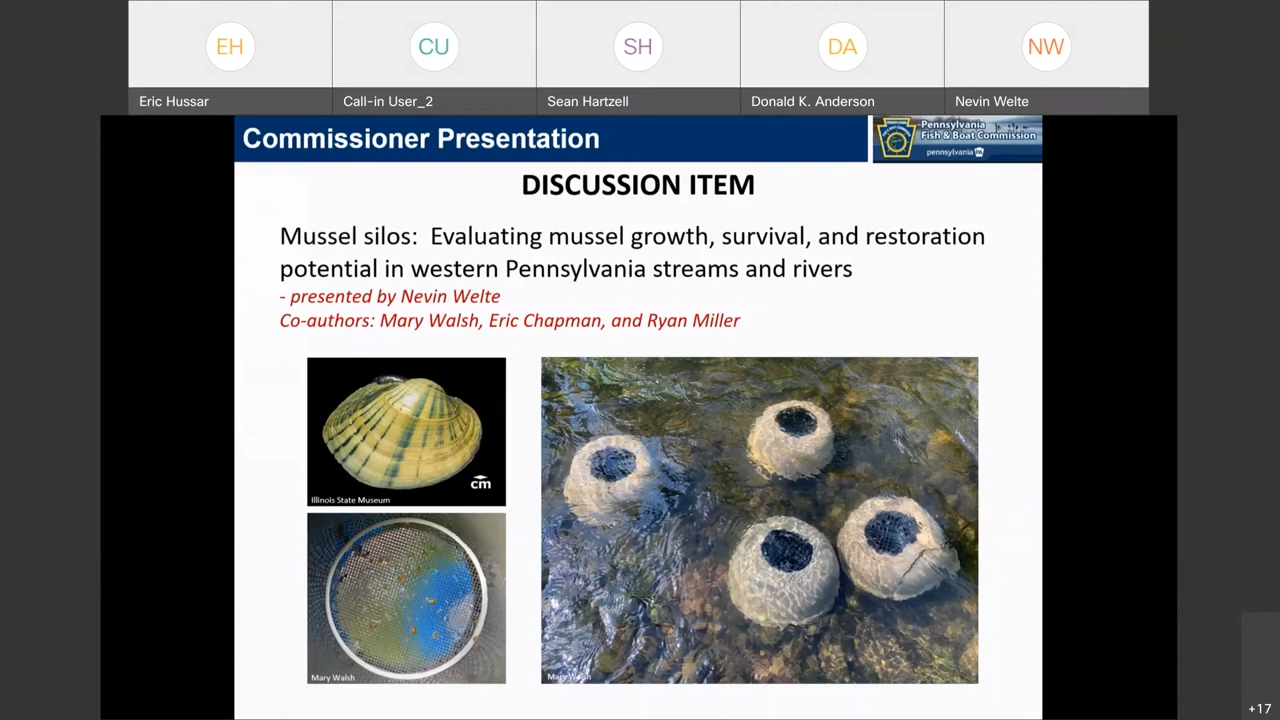 EH
CU
SH
DA
NW
Eric Hussar
Call-in User_2
Sean Hartzell
Donald K. Anderson
Nevin Welte
Commissioner Presentation
Pennsylvania
Fish & Boat Commission
pennsylvania PA
DISCUSSION ITEM
Mussel silos: Evaluating mussel growth, survival, and restoration
potential in western Pennsylvania streams and rivers
- presented by Nevin Welte
Co-authors: Mary Walsh, Eric Chapman, and Ryan Miller
cm
Illinois State Museum
Mary Walsh
Mary Walsh
+17